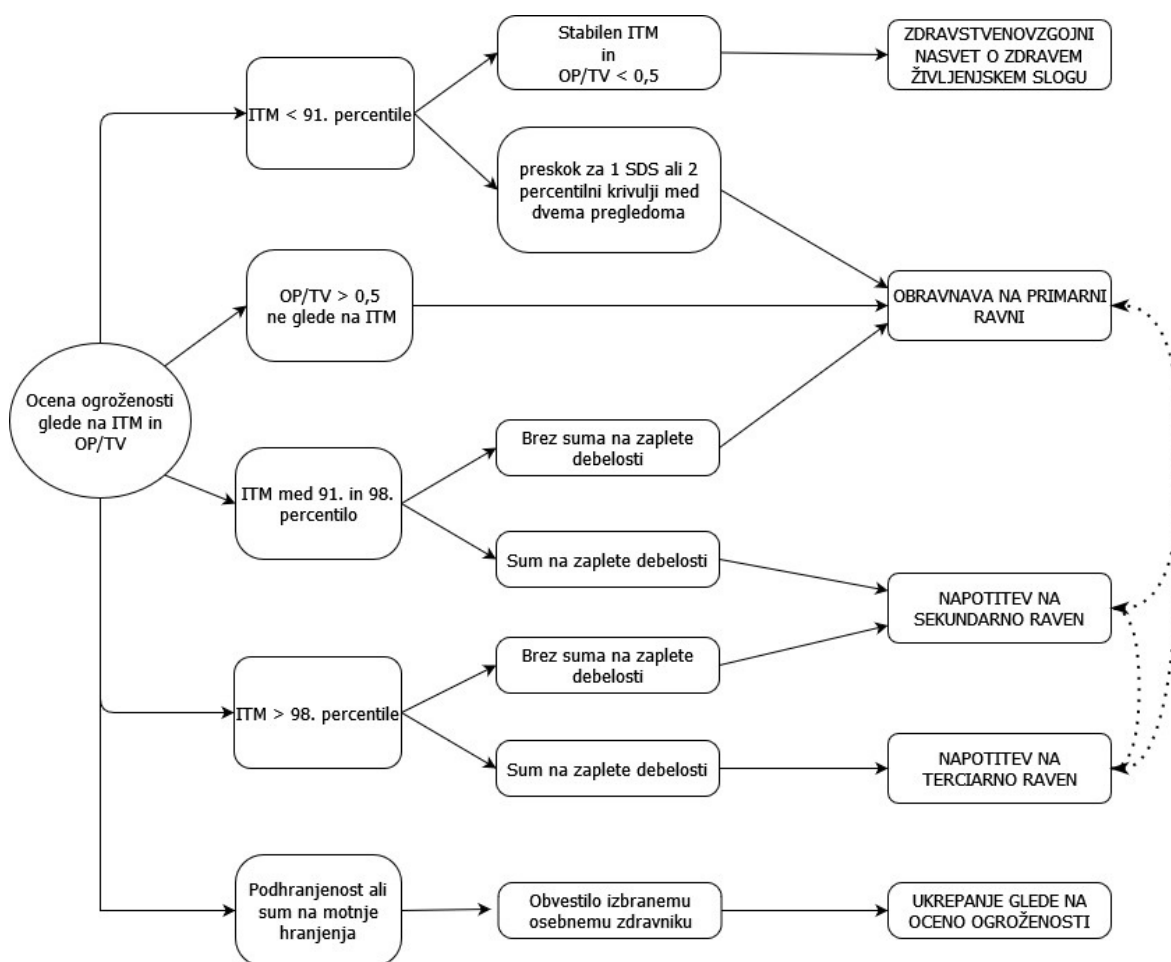 Stabilen ITM
in
OP/TV < 0,5
ZDRAVSTVENOVZGOJNI
NASVET O ZDRAVEM
ŽIVLJENJSKEM SLOGU
ITM < 91. percentile
preskok za 1 SDS ali 2
percentilni krivulji med
dvema pregledoma
OP/TV > 0,5
ne glede na ITM
OBRAVNAVA NA PRIMARNI
RAVNI
Ocena ogroženosti
glede na ITM in
OP/TV
ITM med 91. in 98.
percentilo
Brez suma na zaplete
debelosti
Sum na zaplete debelosti
NAPOTITEV NA
SEKUNDARNO RAVEN
ITM > 98. percentile
Brez suma na zaplete
debelosti
Sum na zaplete debelosti
NAPOTITEV NA
TERCIARNO RAVEN
Podhranjenost ali
sum na motnje
hranjenja
Obvestilo izbranemu
osebnemu zdravniku
UKREPANJE GLEDE NA
OCENO OGROŽENOSTI